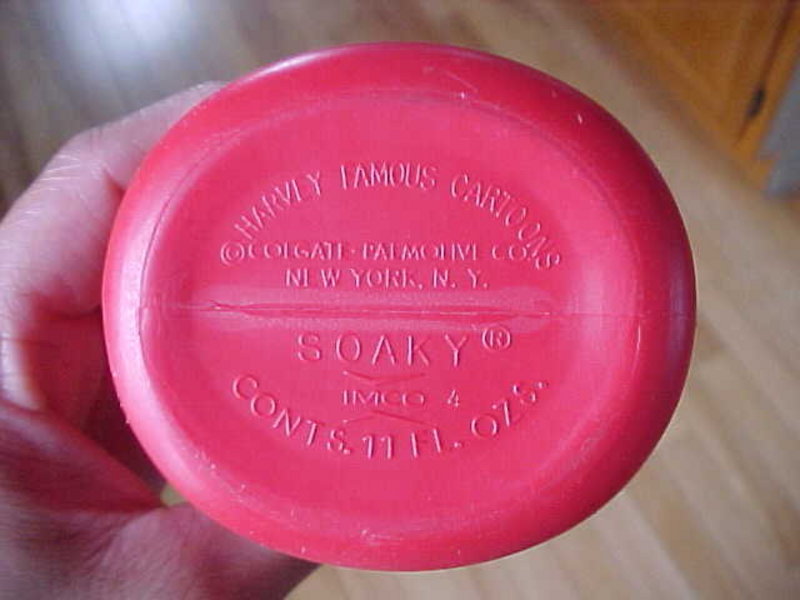 © HARVEY FAMOUS CARTOONS
COLGATE-PALMOLIVE CO.
NEW YORK, N. Y.
SOAKY®
IMCO 4
CONTS. 11 FL. OZS.